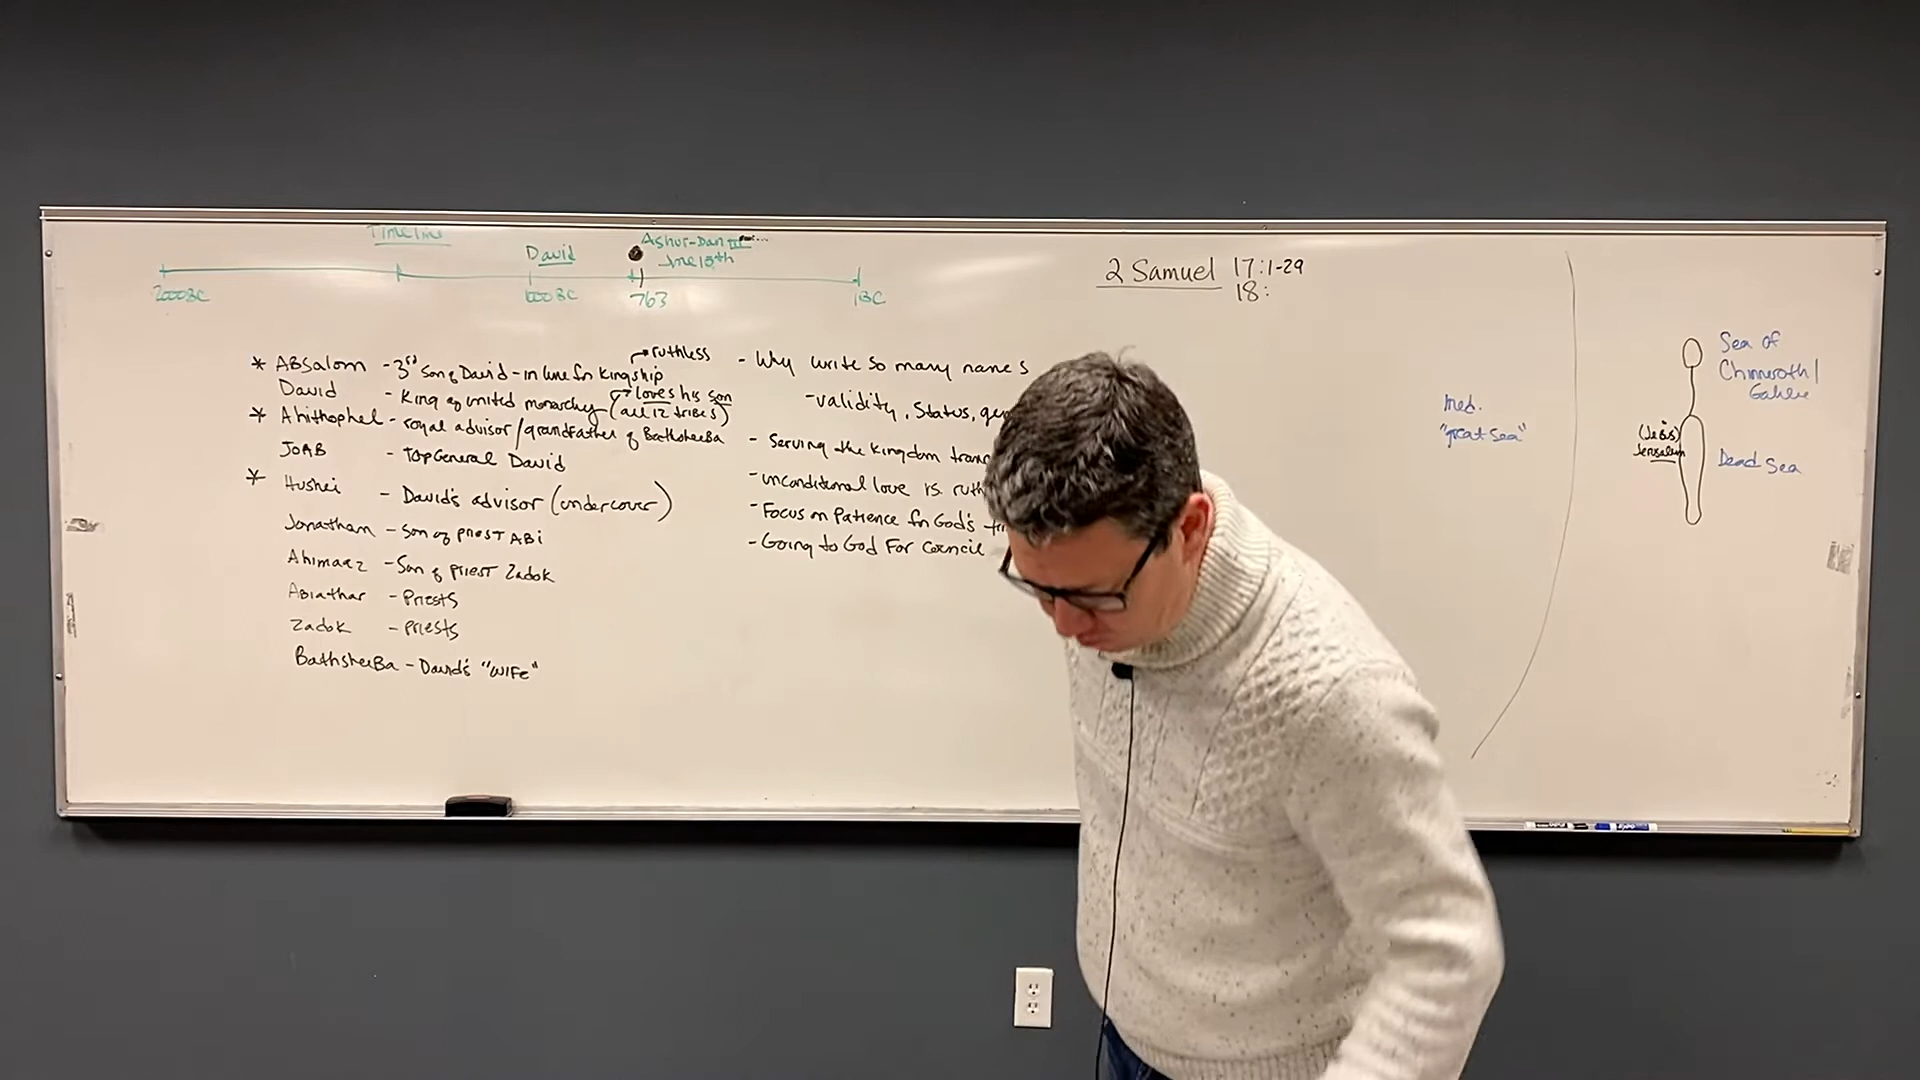 Timeline
David
Ashur-Dan III
June 15th
2000BC
1000BC
763
1BC
2 Samuel 17:1-29
18:
* ABSalom - 3rd Son of David - in line for Kingship
→ ruthless
David - King of united monarchy (all 12 tribes)
→ loves his son
* Ahithophel - royal advisor/grandfather of BathsheBa
JOAB - top General David
* Hushei - David's advisor (undercover)
Jonathan - Son of priest ABi
Ahimaaz - Son of priest Zadok
Abiathar - Priests
Zadok - priests
BathsheBa - David's "WIFe"
- Why write so many names
- validity, Status,
- Serving the Kingdom
- unconditional love vs.
- Focus on Patience for God's
- Going to God For Council
med.
"great Sea"
Sea of
Chinneroth/
Galilee
(Jebus)
Jerusalem
Dead Sea